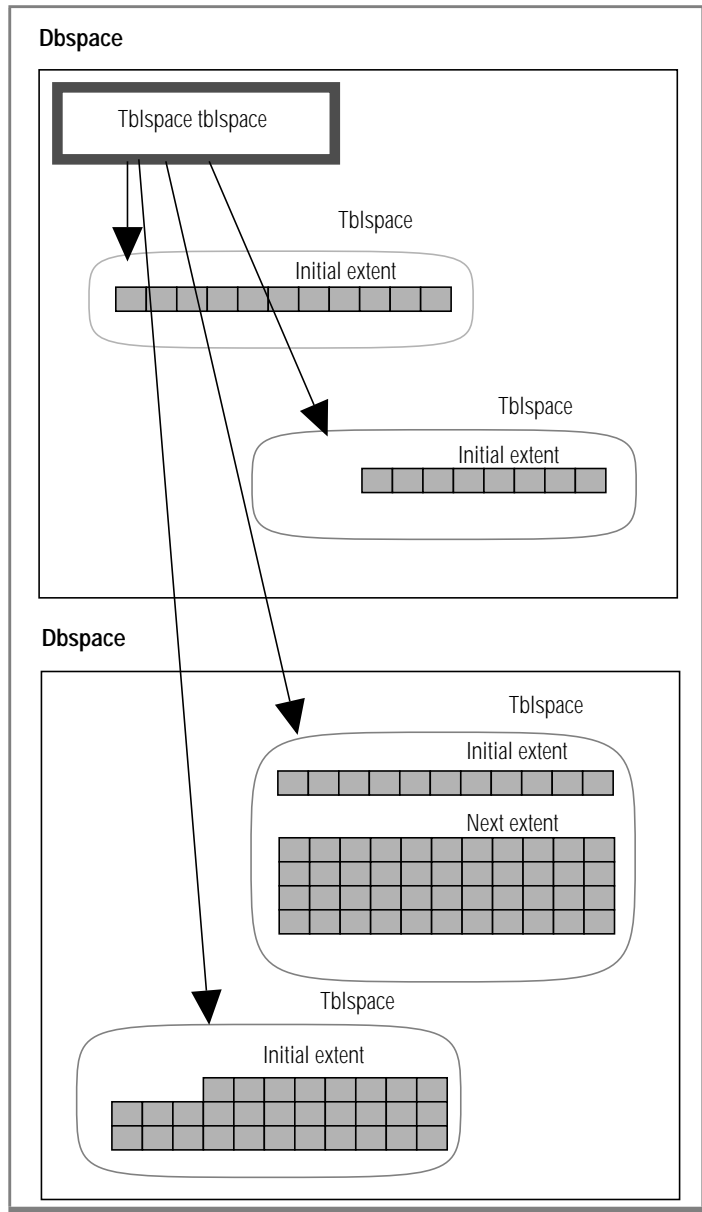 Dbspace
Tblspace tblspace
Tblspace
Initial extent
Tblspace
Initial extent
Dbspace
Tblspace
Initial extent
Next extent
Tblspace
Initial extent